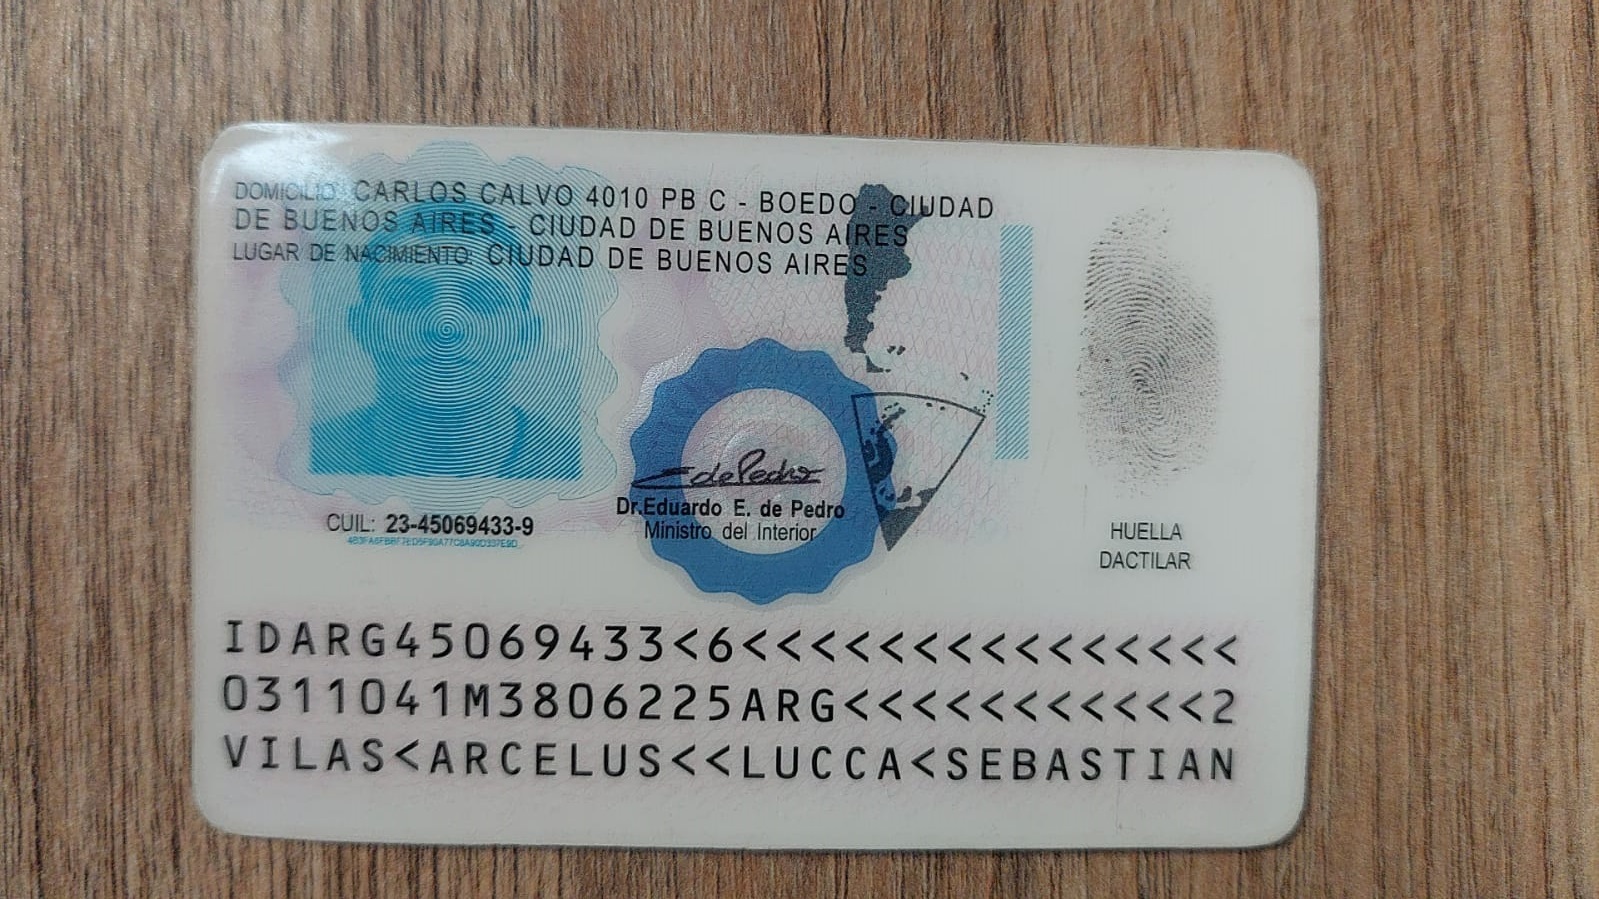 DOMICILIO: CARLOS CALVO 4010 PB C - BOEDO - CIUDAD
DE BUENOS AIRES - CIUDAD DE BUENOS AIRES
LUGAR DE NACIMIENTO: CIUDAD DE BUENOS AIRES
EdePedro
Dr.Eduardo E. de Pedro
Ministro del Interior
CUIL: 23-45069433-9
HUELLA
DACTILAR
IDARG45069433<6<<<<<<<<<<<<<<<
0311041M3806225ARG<<<<<<<<<<<2
VILAS<ARCELUS<<LUCCA<SEBASTIAN